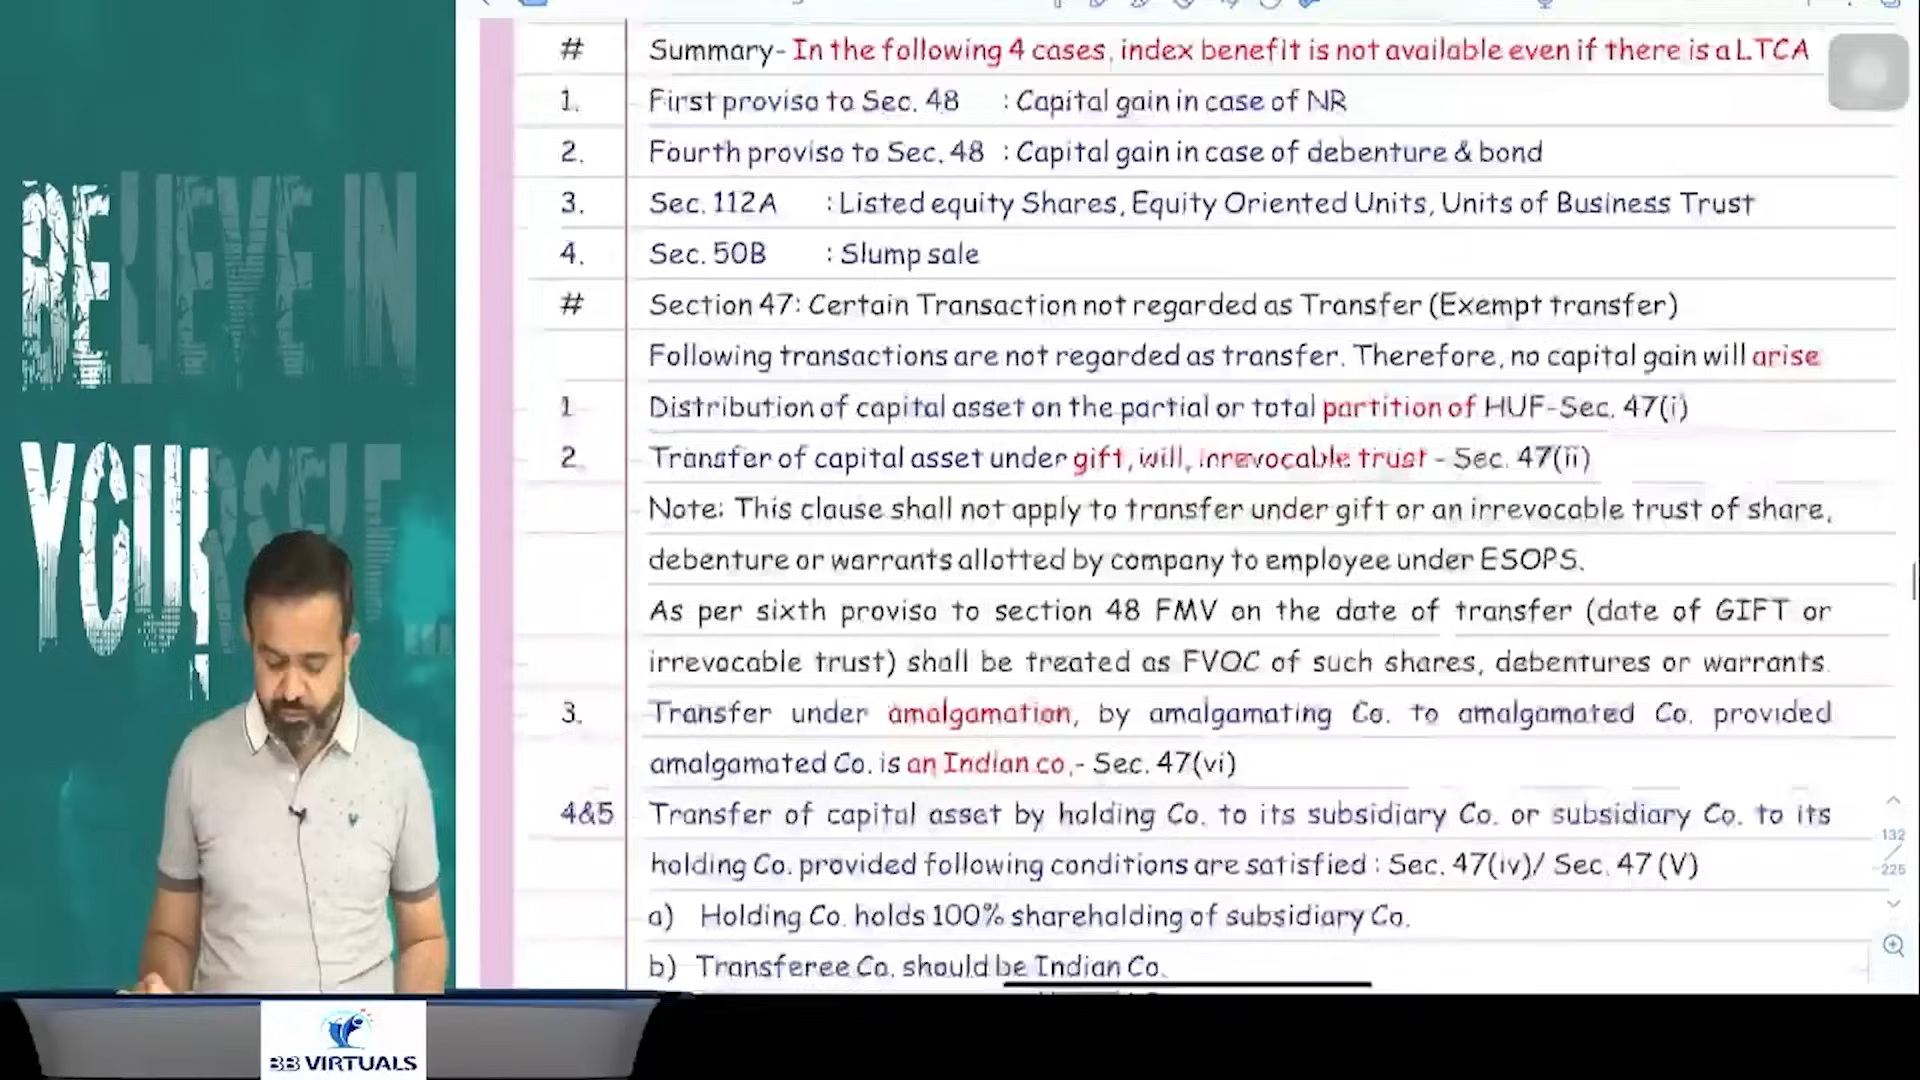 # Summary- In the following 4 cases, index benefit is not available even if there is a LTCA
1. First proviso to Sec. 48 : Capital gain in case of NR
2. Fourth proviso to Sec. 48 : Capital gain in case of debenture & bond
3. Sec. 112A : Listed equity Shares, Equity Oriented Units, Units of Business Trust
4. Sec. 50B : Slump sale
# Section 47: Certain Transaction not regarded as Transfer (Exempt transfer)
Following transactions are not regarded as transfer. Therefore, no capital gain will arise
1 Distribution of capital asset on the partial or total partition of HUF-Sec. 47(i)
2 Transfer of capital asset under gift, will, irrevocable trust - Sec. 47(ii)
Note: This clause shall not apply to transfer under gift or an irrevocable trust of share,
debenture or warrants allotted by company to employee under ESOPS.
As per sixth proviso to section 48 FMV on the date of transfer (date of GIFT or
irrevocable trust) shall be treated as FVOC of such shares, debentures or warrants.
3. Transfer under amalgamation, by amalgamating Co. to amalgamated Co. provided
amalgamated Co. is an Indian co.- Sec. 47(vi)
4&5 Transfer of capital asset by holding Co. to its subsidiary Co. or subsidiary Co. to its
holding Co. provided following conditions are satisfied : Sec. 47(iv)/ Sec. 47 (V)
a) Holding Co. holds 100% shareholding of subsidiary Co.
b) Transferee Co. should be Indian Co.
132
225
BELIEVE IN
BB VIRTUALS